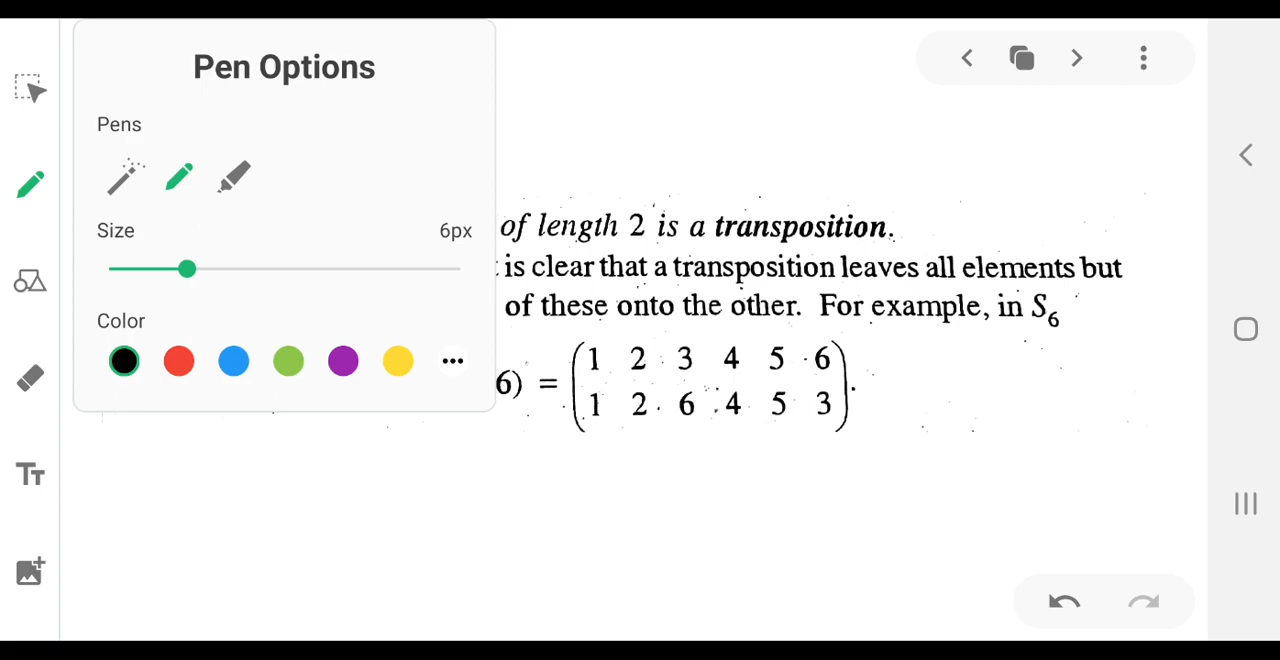 Pen Options
Pens
Size 6px
Color
of length 2 is a transposition.
is clear that a transposition leaves all elements but
of these onto the other. For example, in S₆
6) = (1 2 3 4 5 6
1 2 6 4 5 3).
Tт